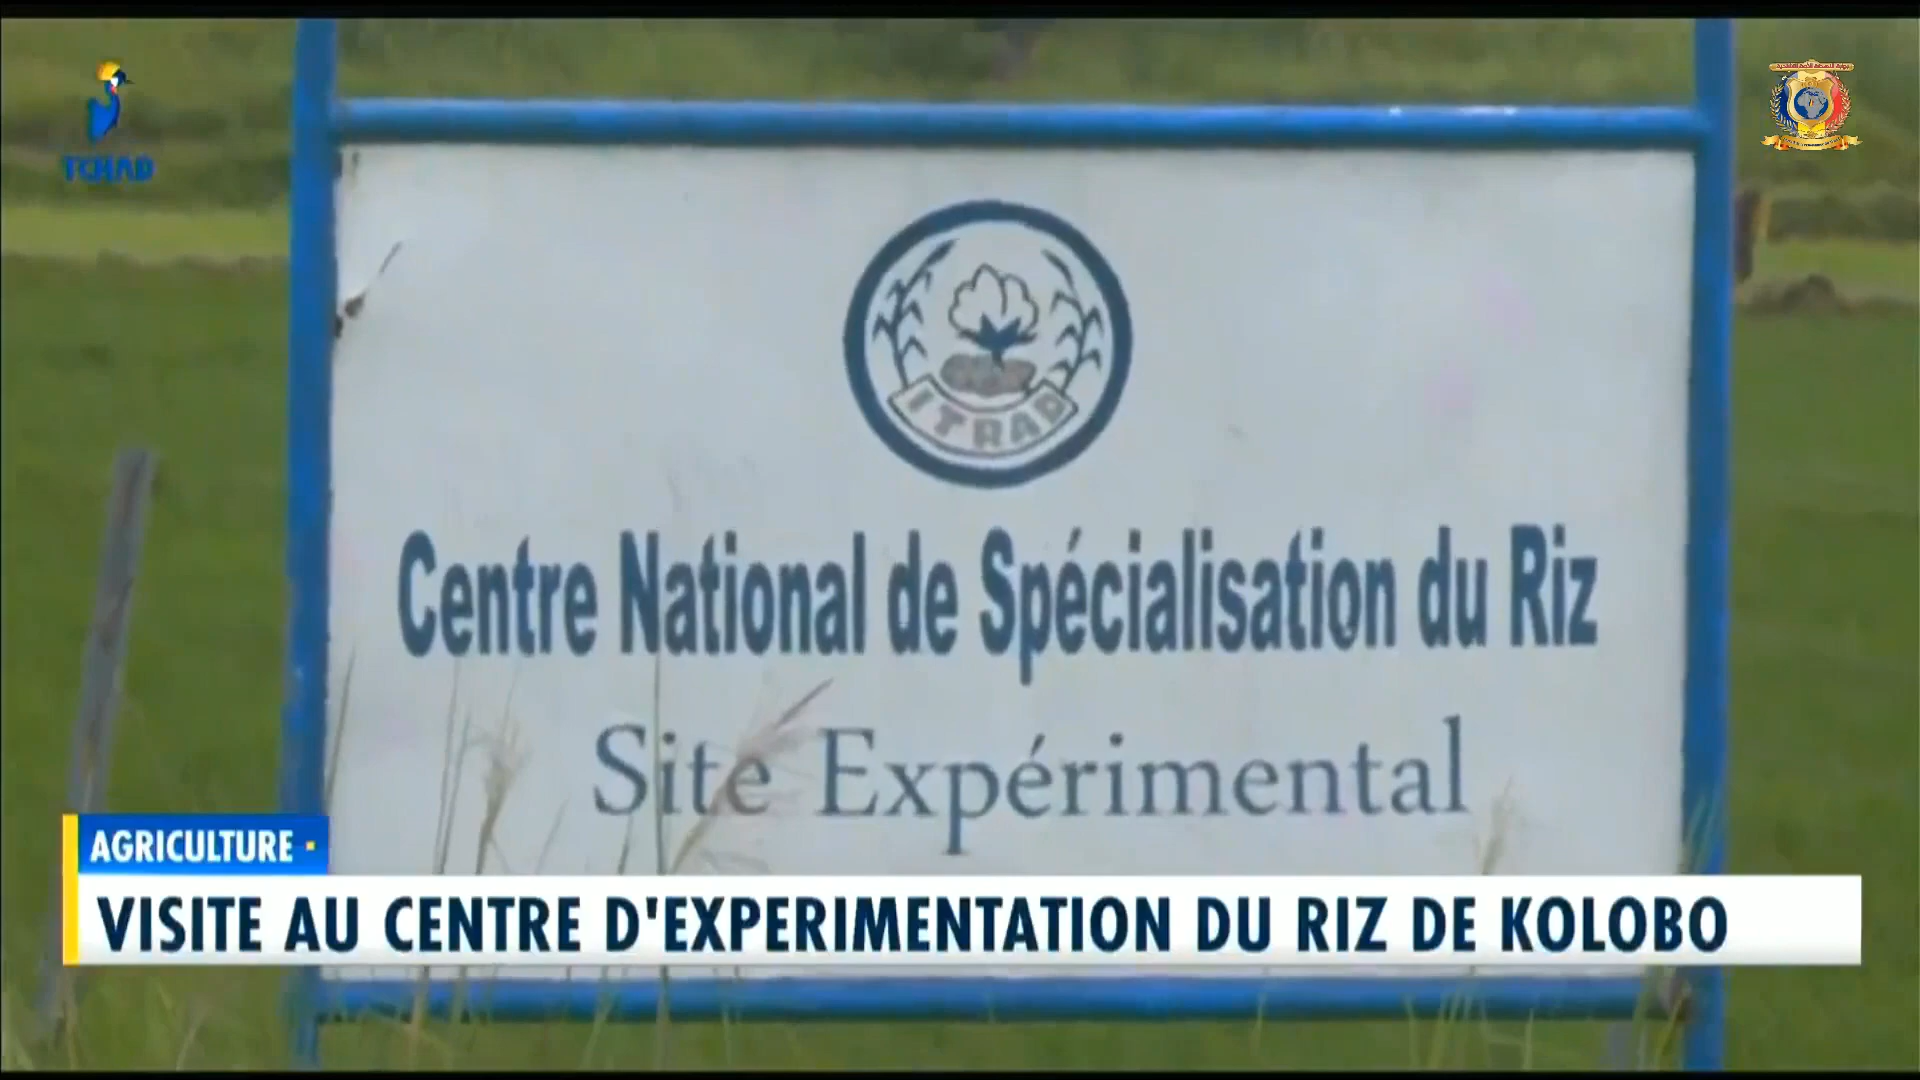 TCHAD
ITRAD
Centre National de Spécialisation du Riz
Site Expérimental
AGRICULTURE
VISITE AU CENTRE D'EXPERIMENTATION DU RIZ DE KOLOBO